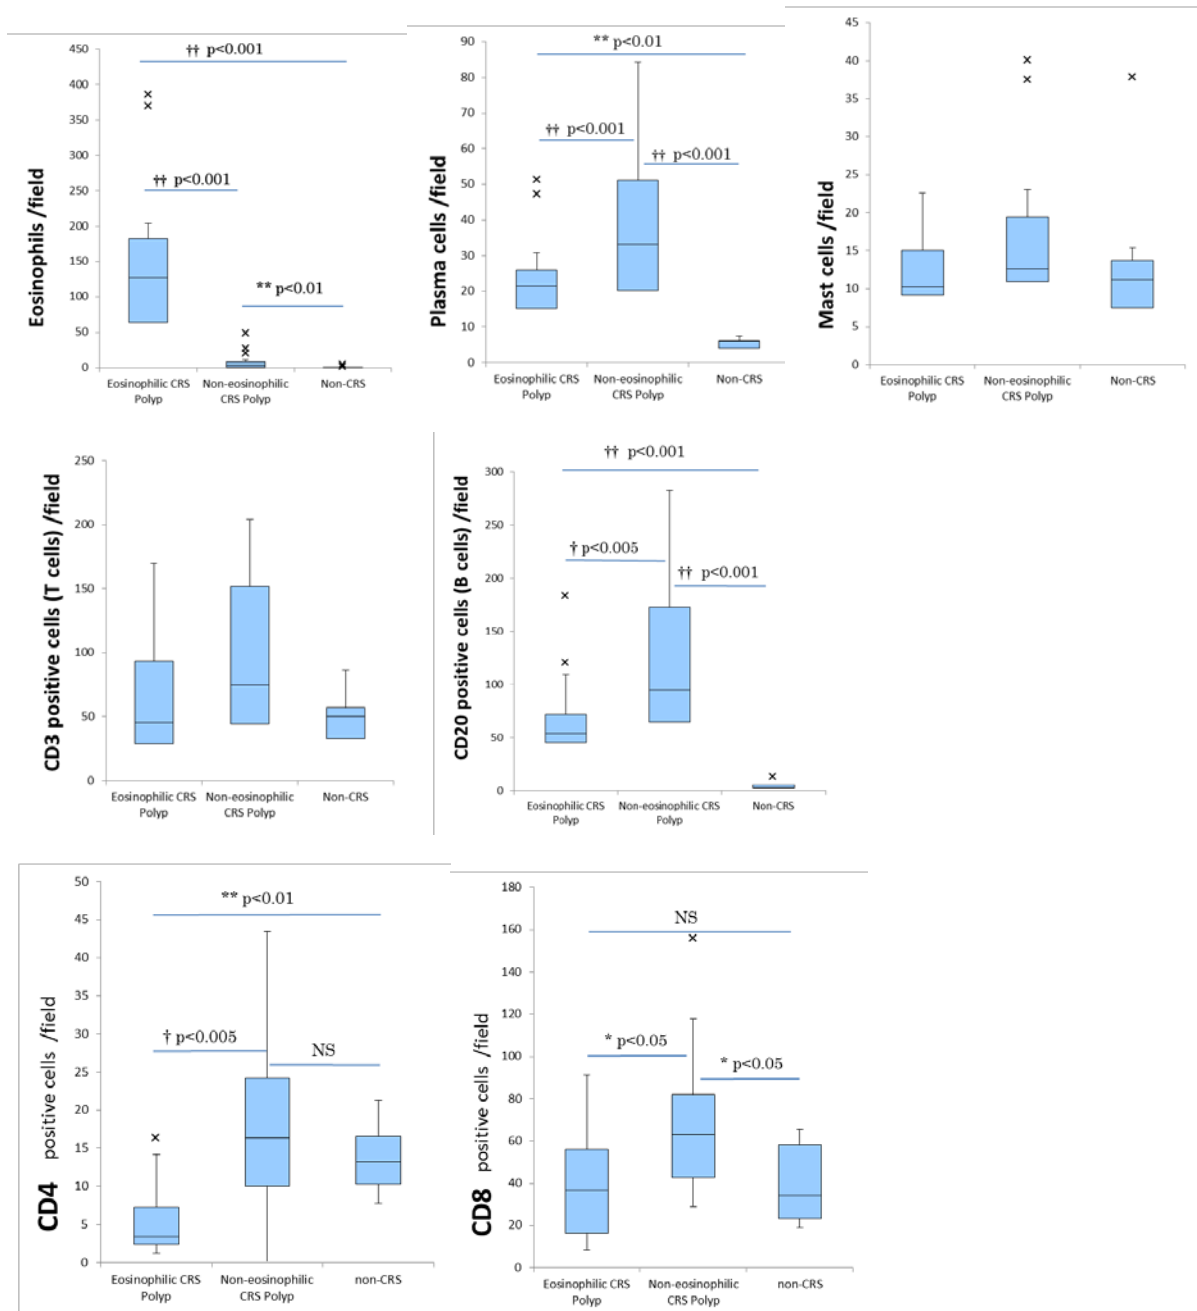 Eosinophils /field
450
400
350
300
250
200
150
100
50
0
†† p<0.001
†† p<0.001
** p<0.01
Eosinophilic CRS
Polyp
Non-eosinophilic
CRS Polyp
Non-CRS
Plasma cells /field
90
80
70
60
50
40
30
20
10
0
** p<0.01
†† p<0.001
†† p<0.001
Eosinophilic CRS
Polyp
Non-eosinophilic
CRS Polyp
Non-CRS
Mast cells /field
45
40
35
30
25
20
15
10
5
0
Eosinophilic CRS
Polyp
Non-eosinophilic
CRS Polyp
Non-CRS
CD3 positive cells (T cells) /field
250
200
150
100
50
0
Eosinophilic CRS
Polyp
Non-eosinophilic
CRS Polyp
Non-CRS
CD20 positive cells (B cells) /field
300
250
200
150
100
50
0
†† p<0.001
† p<0.005
†† p<0.001
Eosinophilic CRS
Polyp
Non-eosinophilic CRS
Polyp
Non-CRS
CD4 positive cells /field
50
45
40
35
30
25
20
15
10
5
0
** p<0.01
† p<0.005
NS
Eosinophilic CRS
Polyp
Non-eosinophilic
CRS Polyp
non-CRS
CD8 positive cells /field
180
160
140
120
100
80
60
40
20
0
NS
* p<0.05
* p<0.05
Eosinophilic CRS
Polyp
Non-eosinophilic
CRS Polyp
non-CRS